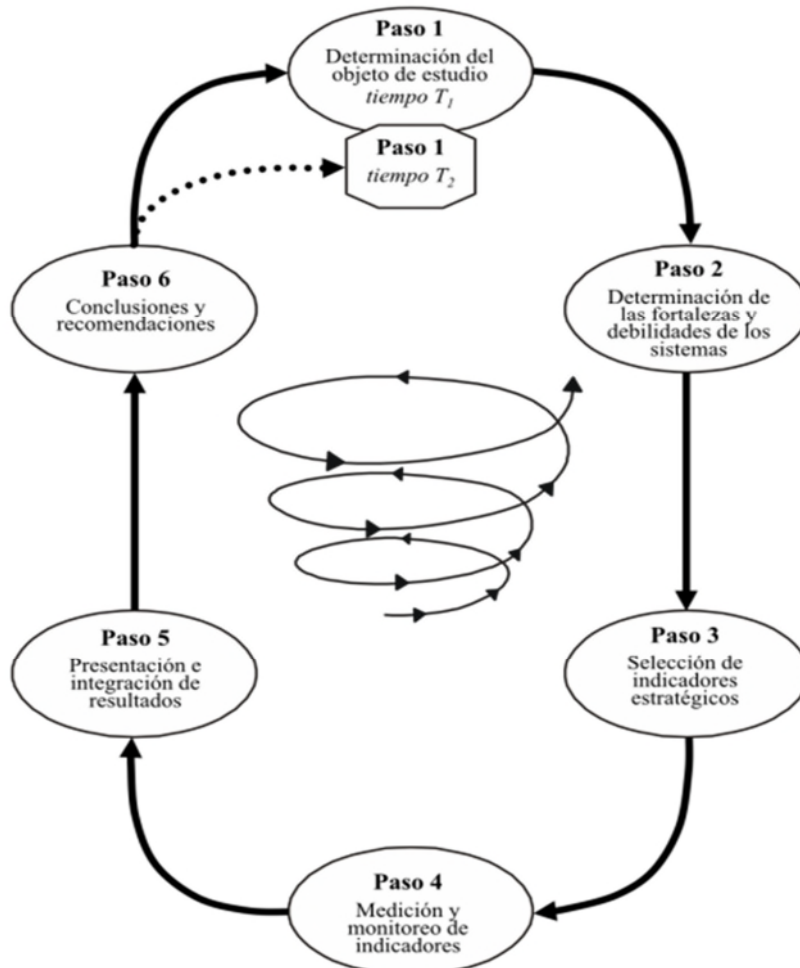 Paso 1
Determinación del
objeto de estudio
tiempo T₁
Paso 1
tiempo T₂
Paso 2
Determinación de
las fortalezas y
debilidades de los
sistemas
Paso 3
Selección de
indicadores
estratégicos
Paso 4
Medición y
monitoreo de
indicadores
Paso 5
Presentación e
integración de
resultados
Paso 6
Conclusiones y
recomendaciones